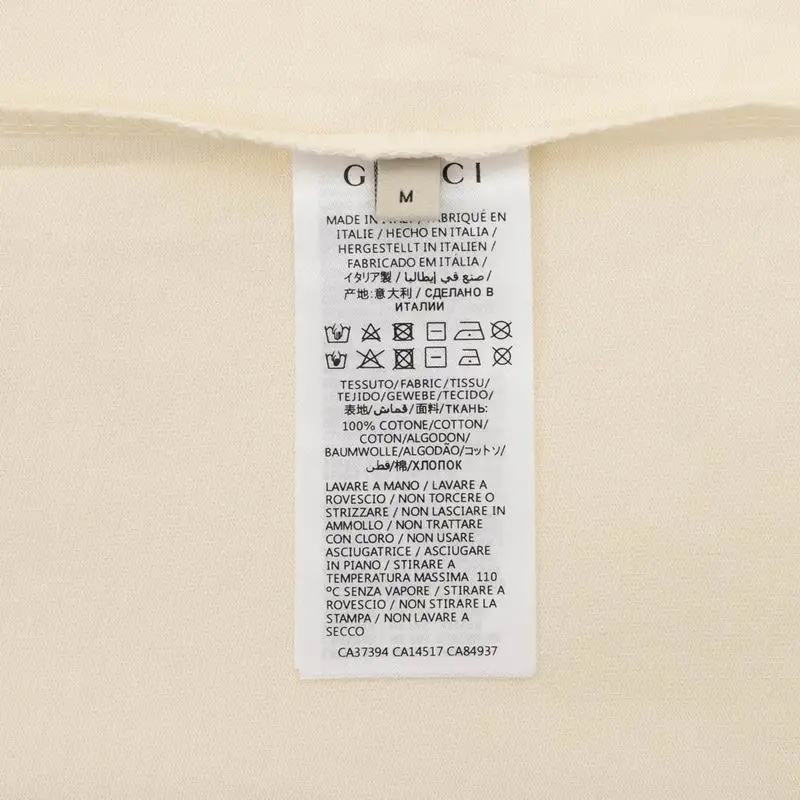 G CI
M
MADE IN ITALY / FABRIQUÉ EN
ITALIE / HECHO EN ITALIA /
HERGESTELLT IN ITALIEN /
FABRICADO EM ITÁLIA /
イタリア製 / صنع في إيطاليا /
产地:意大利 / СДЕЛАНО В
ИТАЛИИ
TESSUTO/FABRIC/TISSU/
TEJIDO/GEWEBE/TECIDO/
表地/قماش/面料/ТКАНЬ:
100% COTONE/COTTON/
COTON/ALGODON/
BAUMWOLLE/ALGODÃO/コットン/
قطن/棉/ХЛОПОК
LAVARE A MANO / LAVARE A
ROVESCIO / NON TORCERE O
STRIZZARE / NON LASCIARE IN
AMMOLLO / NON TRATTARE
CON CLORO / NON USARE
ASCIUGATRICE / ASCIUGARE
IN PIANO / STIRARE A
TEMPERATURA MASSIMA 110
ºC SENZA VAPORE / STIRARE A
ROVESCIO / NON STIRARE LA
STAMPA / NON LAVARE A
SECCO
CA37394 CA14517 CA84937